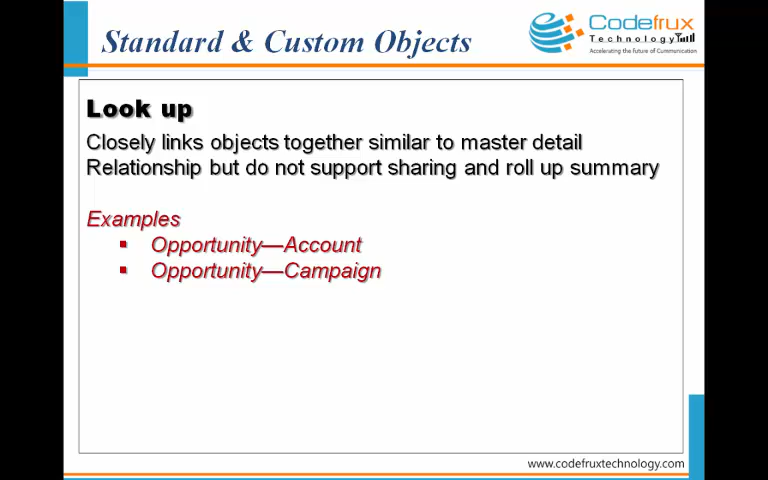 Standard & Custom Objects
Codefrux
Technology
Accelerating the future of Cummunication
Look up
Closely links objects together similar to master detail
Relationship but do not support sharing and roll up summary
Examples
▪ Opportunity—Account
▪ Opportunity—Campaign
www.codefruxtechnology.com